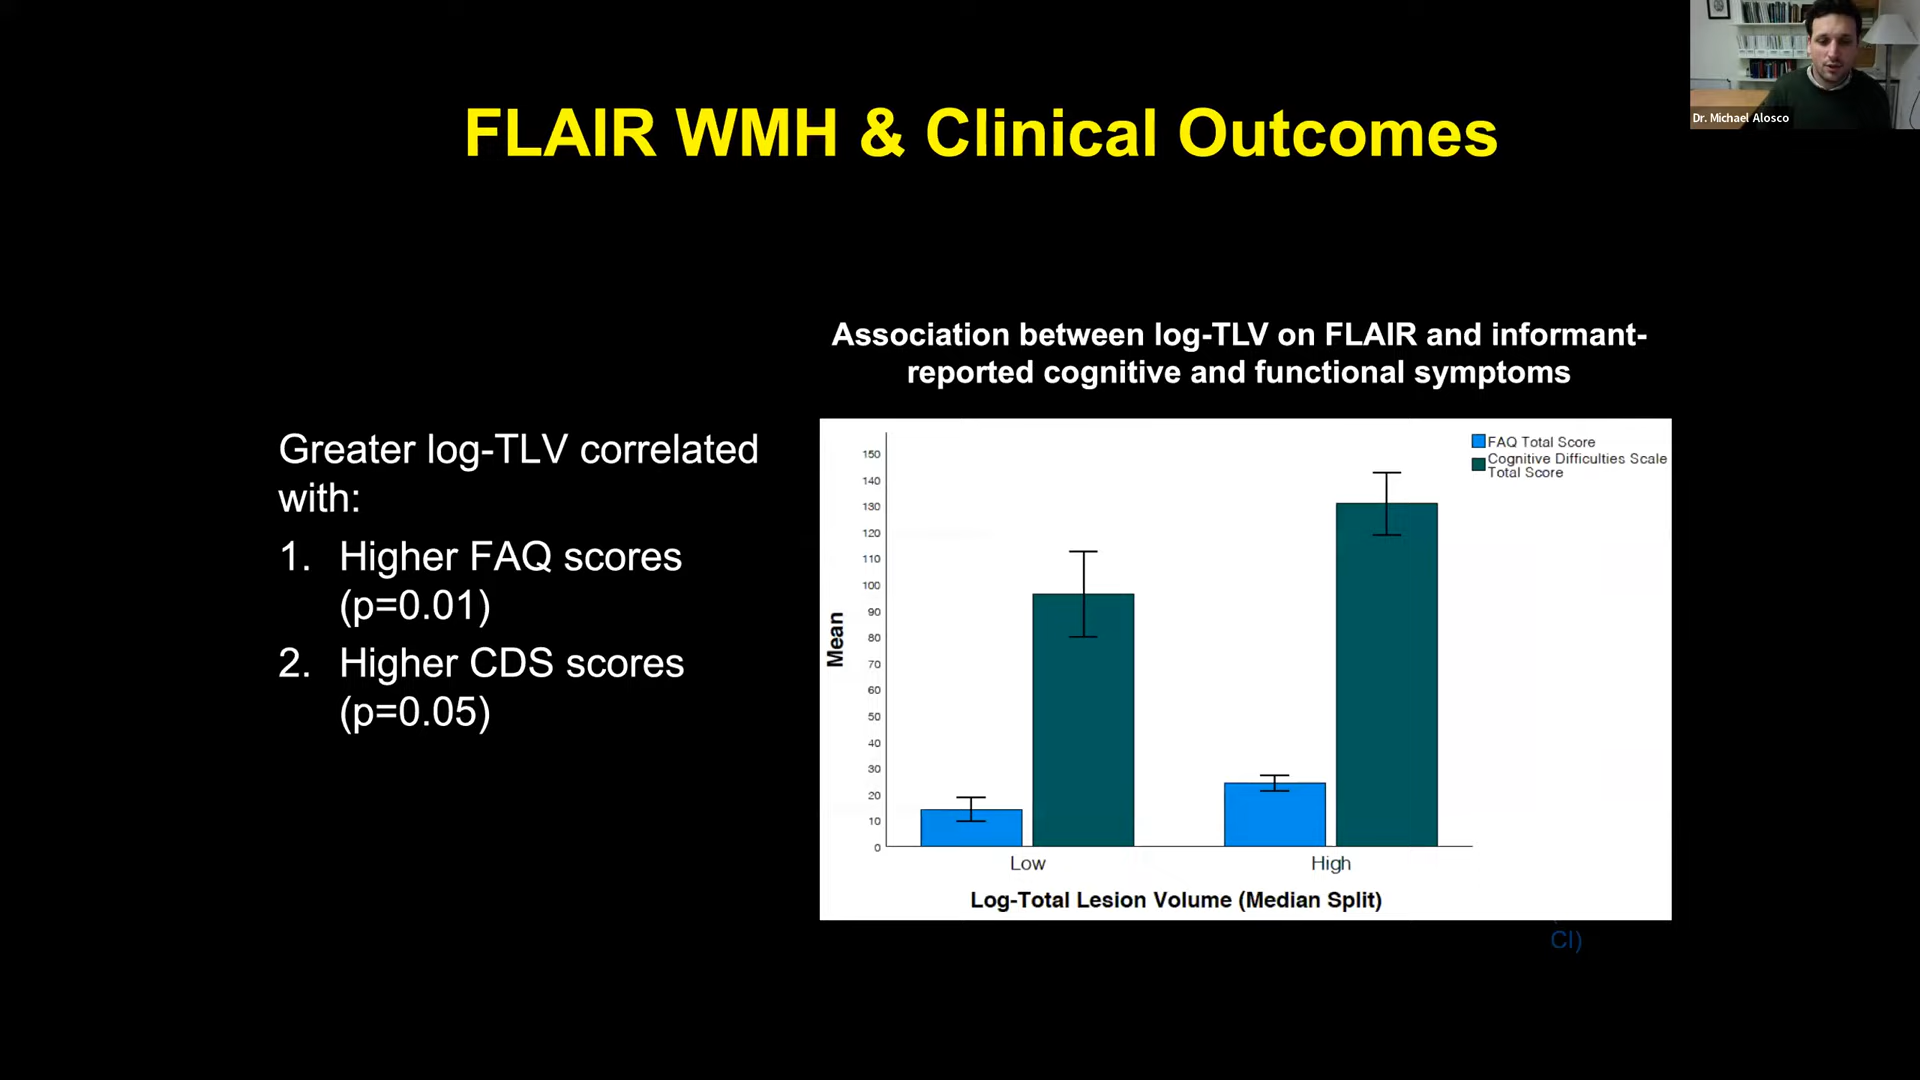 Dr. Michael Alosco
FLAIR WMH & Clinical Outcomes
Greater log-TLV correlated
with:
1. Higher FAQ scores
(p=0.01)
2. Higher CDS scores
(p=0.05)
Association between log-TLV on FLAIR and informant-
reported cognitive and functional symptoms
FAQ Total Score
Cognitive Difficulties Scale
Total Score
Mean
150
140
130
120
110
100
90
80
70
60
50
40
30
20
10
0
Low
High
Log-Total Lesion Volume (Median Split)
CI)